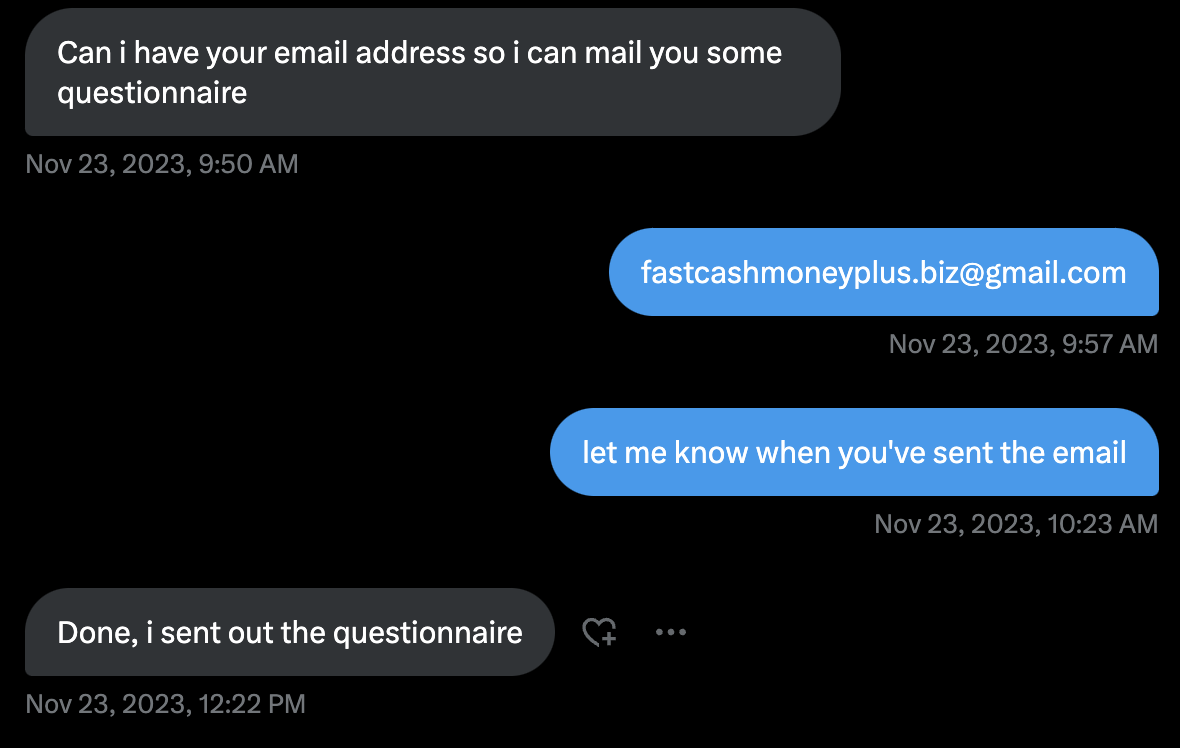 Can i have your email address so i can mail you some
questionnaire
Nov 23, 2023, 9:50 AM
fastcashmoneyplus.biz@gmail.com
Nov 23, 2023, 9:57 AM
let me know when you've sent the email
Nov 23, 2023, 10:23 AM
Done, i sent out the questionnaire
Nov 23, 2023, 12:22 PM